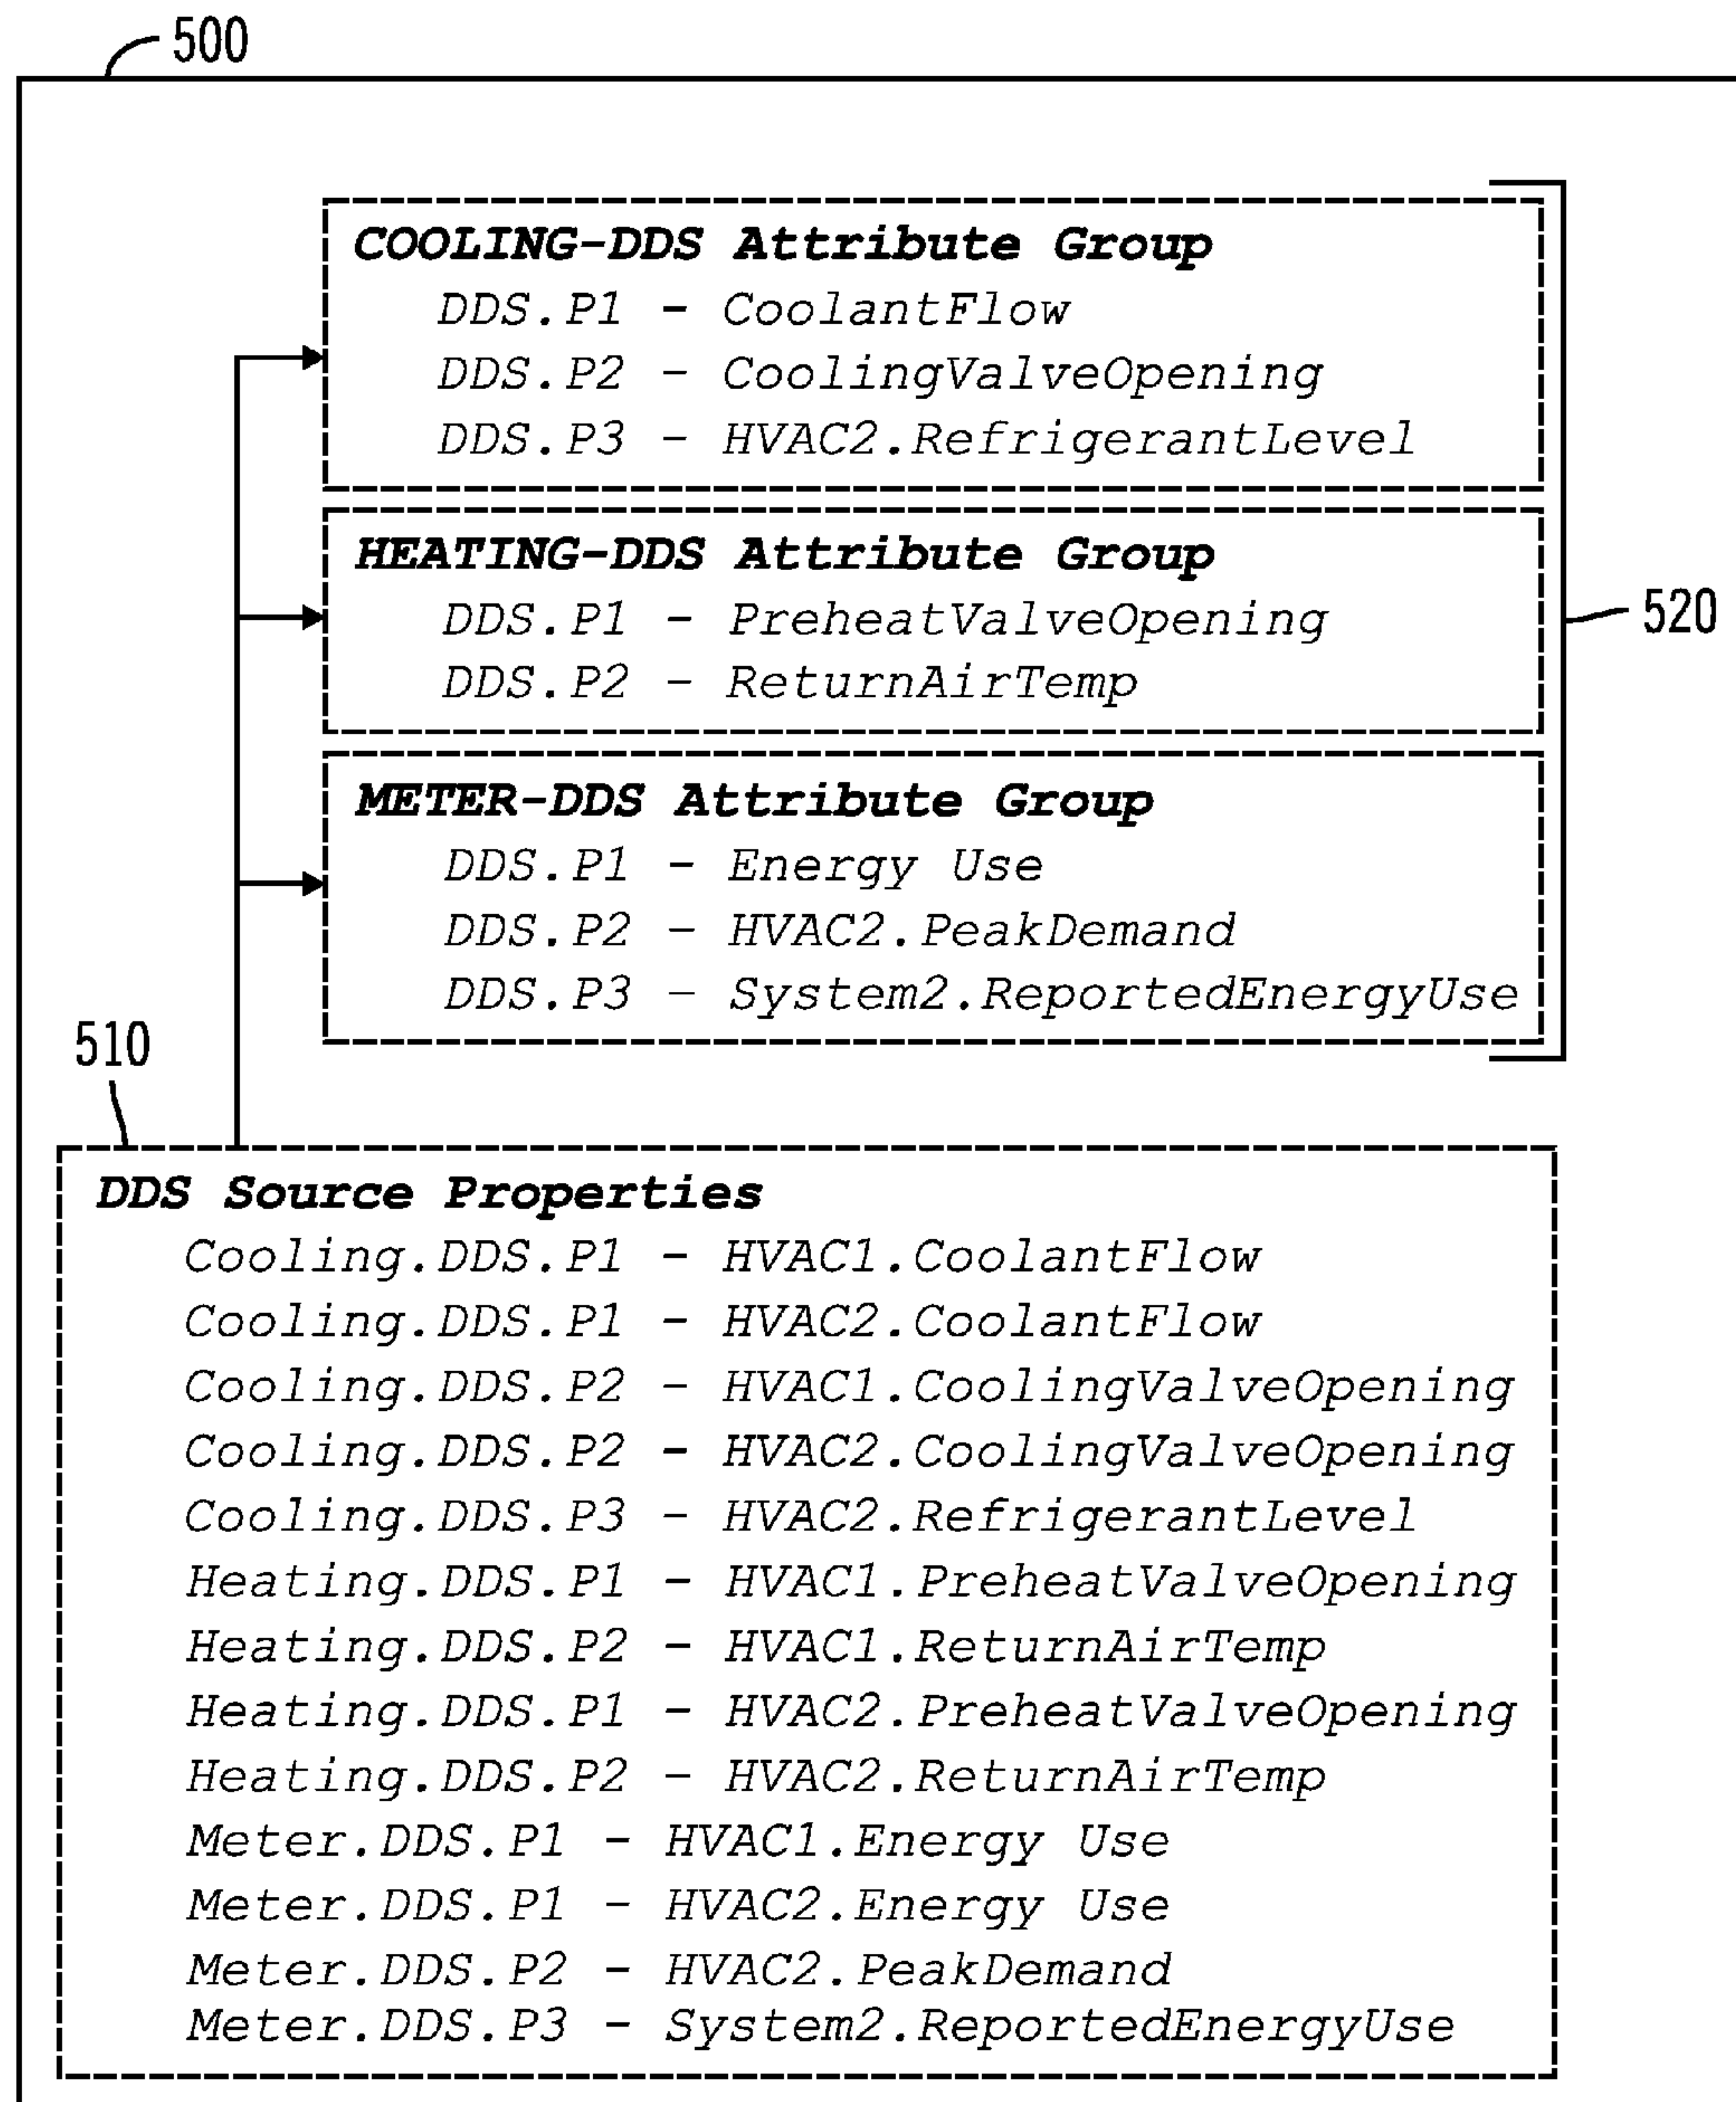 500
COOLING-DDS Attribute Group
DDS.P1 - CoolantFlow
DDS.P2 - CoolingValveOpening
DDS.P3 - HVAC2.RefrigerantLevel
HEATING-DDS Attribute Group
DDS.P1 - PreheatValveOpening
DDS.P2 - ReturnAirTemp
520
METER-DDS Attribute Group
DDS.P1 - Energy Use
DDS.P2 - HVAC2.PeakDemand
DDS.P3 - System2.ReportedEnergyUse
510
DDS Source Properties
Cooling.DDS.P1 - HVAC1.CoolantFlow
Cooling.DDS.P1 - HVAC2.CoolantFlow
Cooling.DDS.P2 - HVAC1.CoolingValveOpening
Cooling.DDS.P2 - HVAC2.CoolingValveOpening
Cooling.DDS.P3 - HVAC2.RefrigerantLevel
Heating.DDS.P1 - HVAC1.PreheatValveOpening
Heating.DDS.P2 - HVAC1.ReturnAirTemp
Heating.DDS.P1 - HVAC2.PreheatValveOpening
Heating.DDS.P2 - HVAC2.ReturnAirTemp
Meter.DDS.P1 - HVAC1.Energy Use
Meter.DDS.P1 - HVAC2.Energy Use
Meter.DDS.P2 - HVAC2.PeakDemand
Meter.DDS.P3 - System2.ReportedEnergyUse